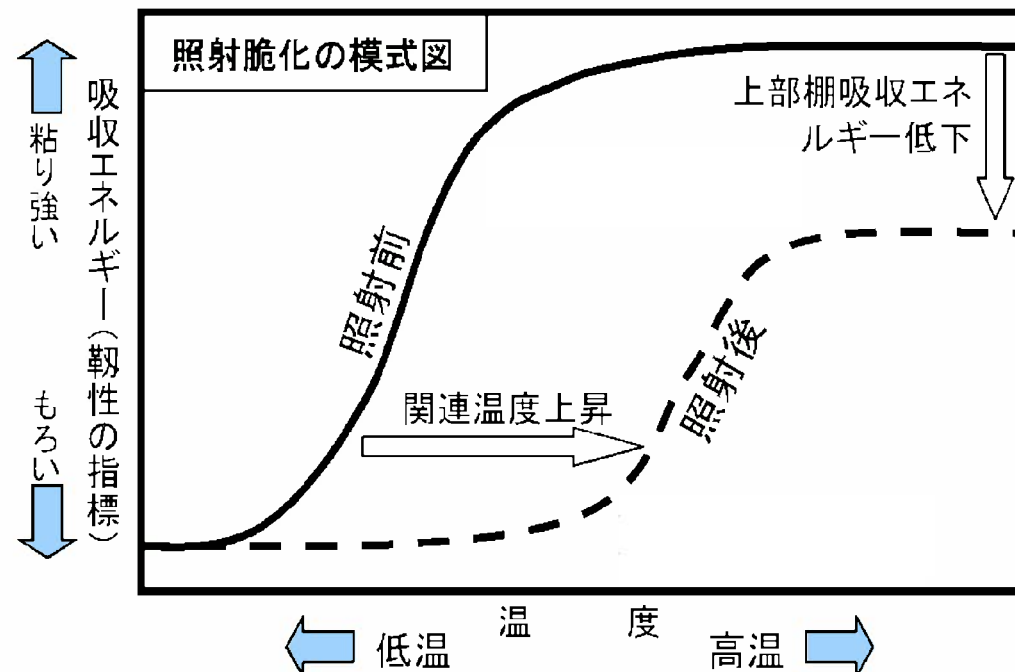 照射脆化の模式図
上部棚吸収エネ
ルギー低下
粘り強い
もろい
吸収エネルギー(靭性の指標)
照射前
関連温度上昇
照射後
温度
低温
高温